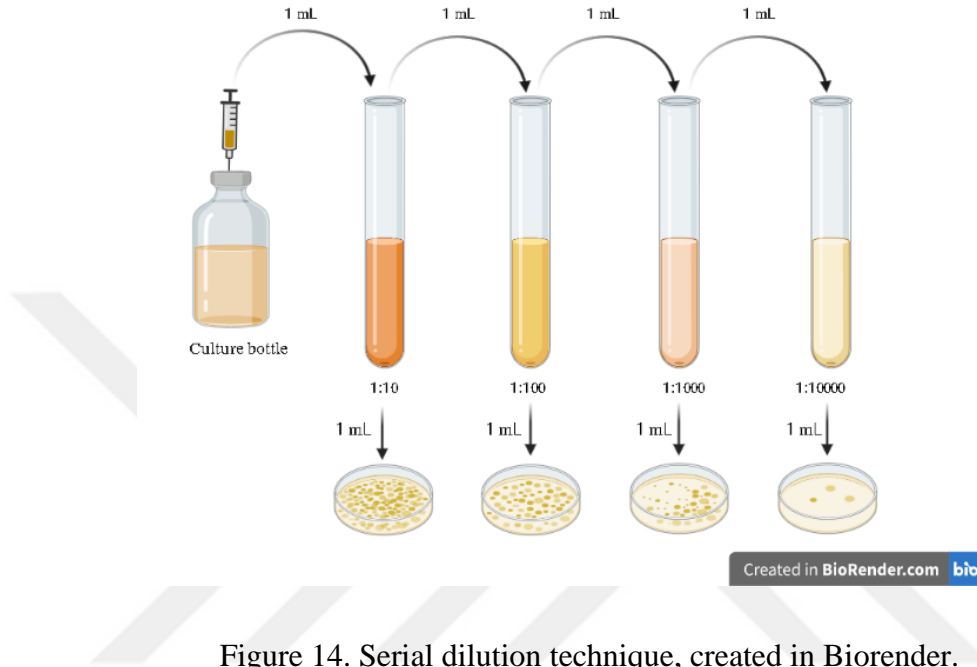 1 mL 1 mL 1 mL 1 mL
Culture bottle
1:10 1:100 1:1000 1:10000
1 mL 1 mL 1 mL 1 mL
Created in BioRender.com bio
Figure 14. Serial dilution technique, created in Biorender.